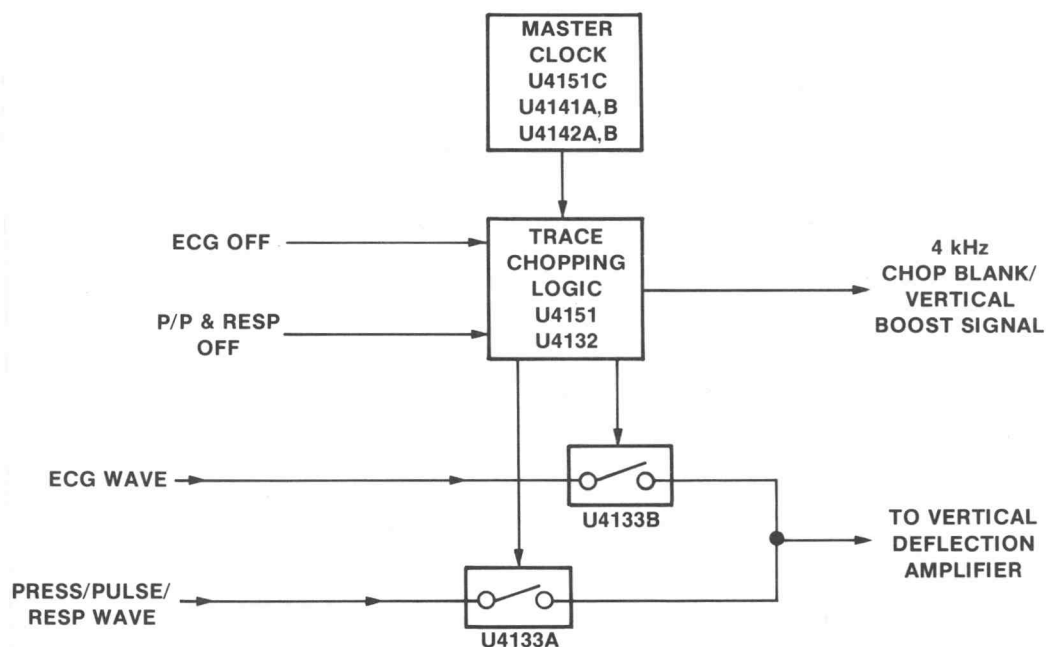 MASTER
CLOCK
U4151C
U4141A,B
U4142A,B
ECG OFF
P/P & RESP
OFF
TRACE
CHOPPING
LOGIC
U4151
U4132
4 kHz
CHOP BLANK/
VERTICAL
BOOST SIGNAL
ECG WAVE
U4133B
TO VERTICAL
DEFLECTION
AMPLIFIER
PRESS/PULSE/
RESP WAVE
U4133A